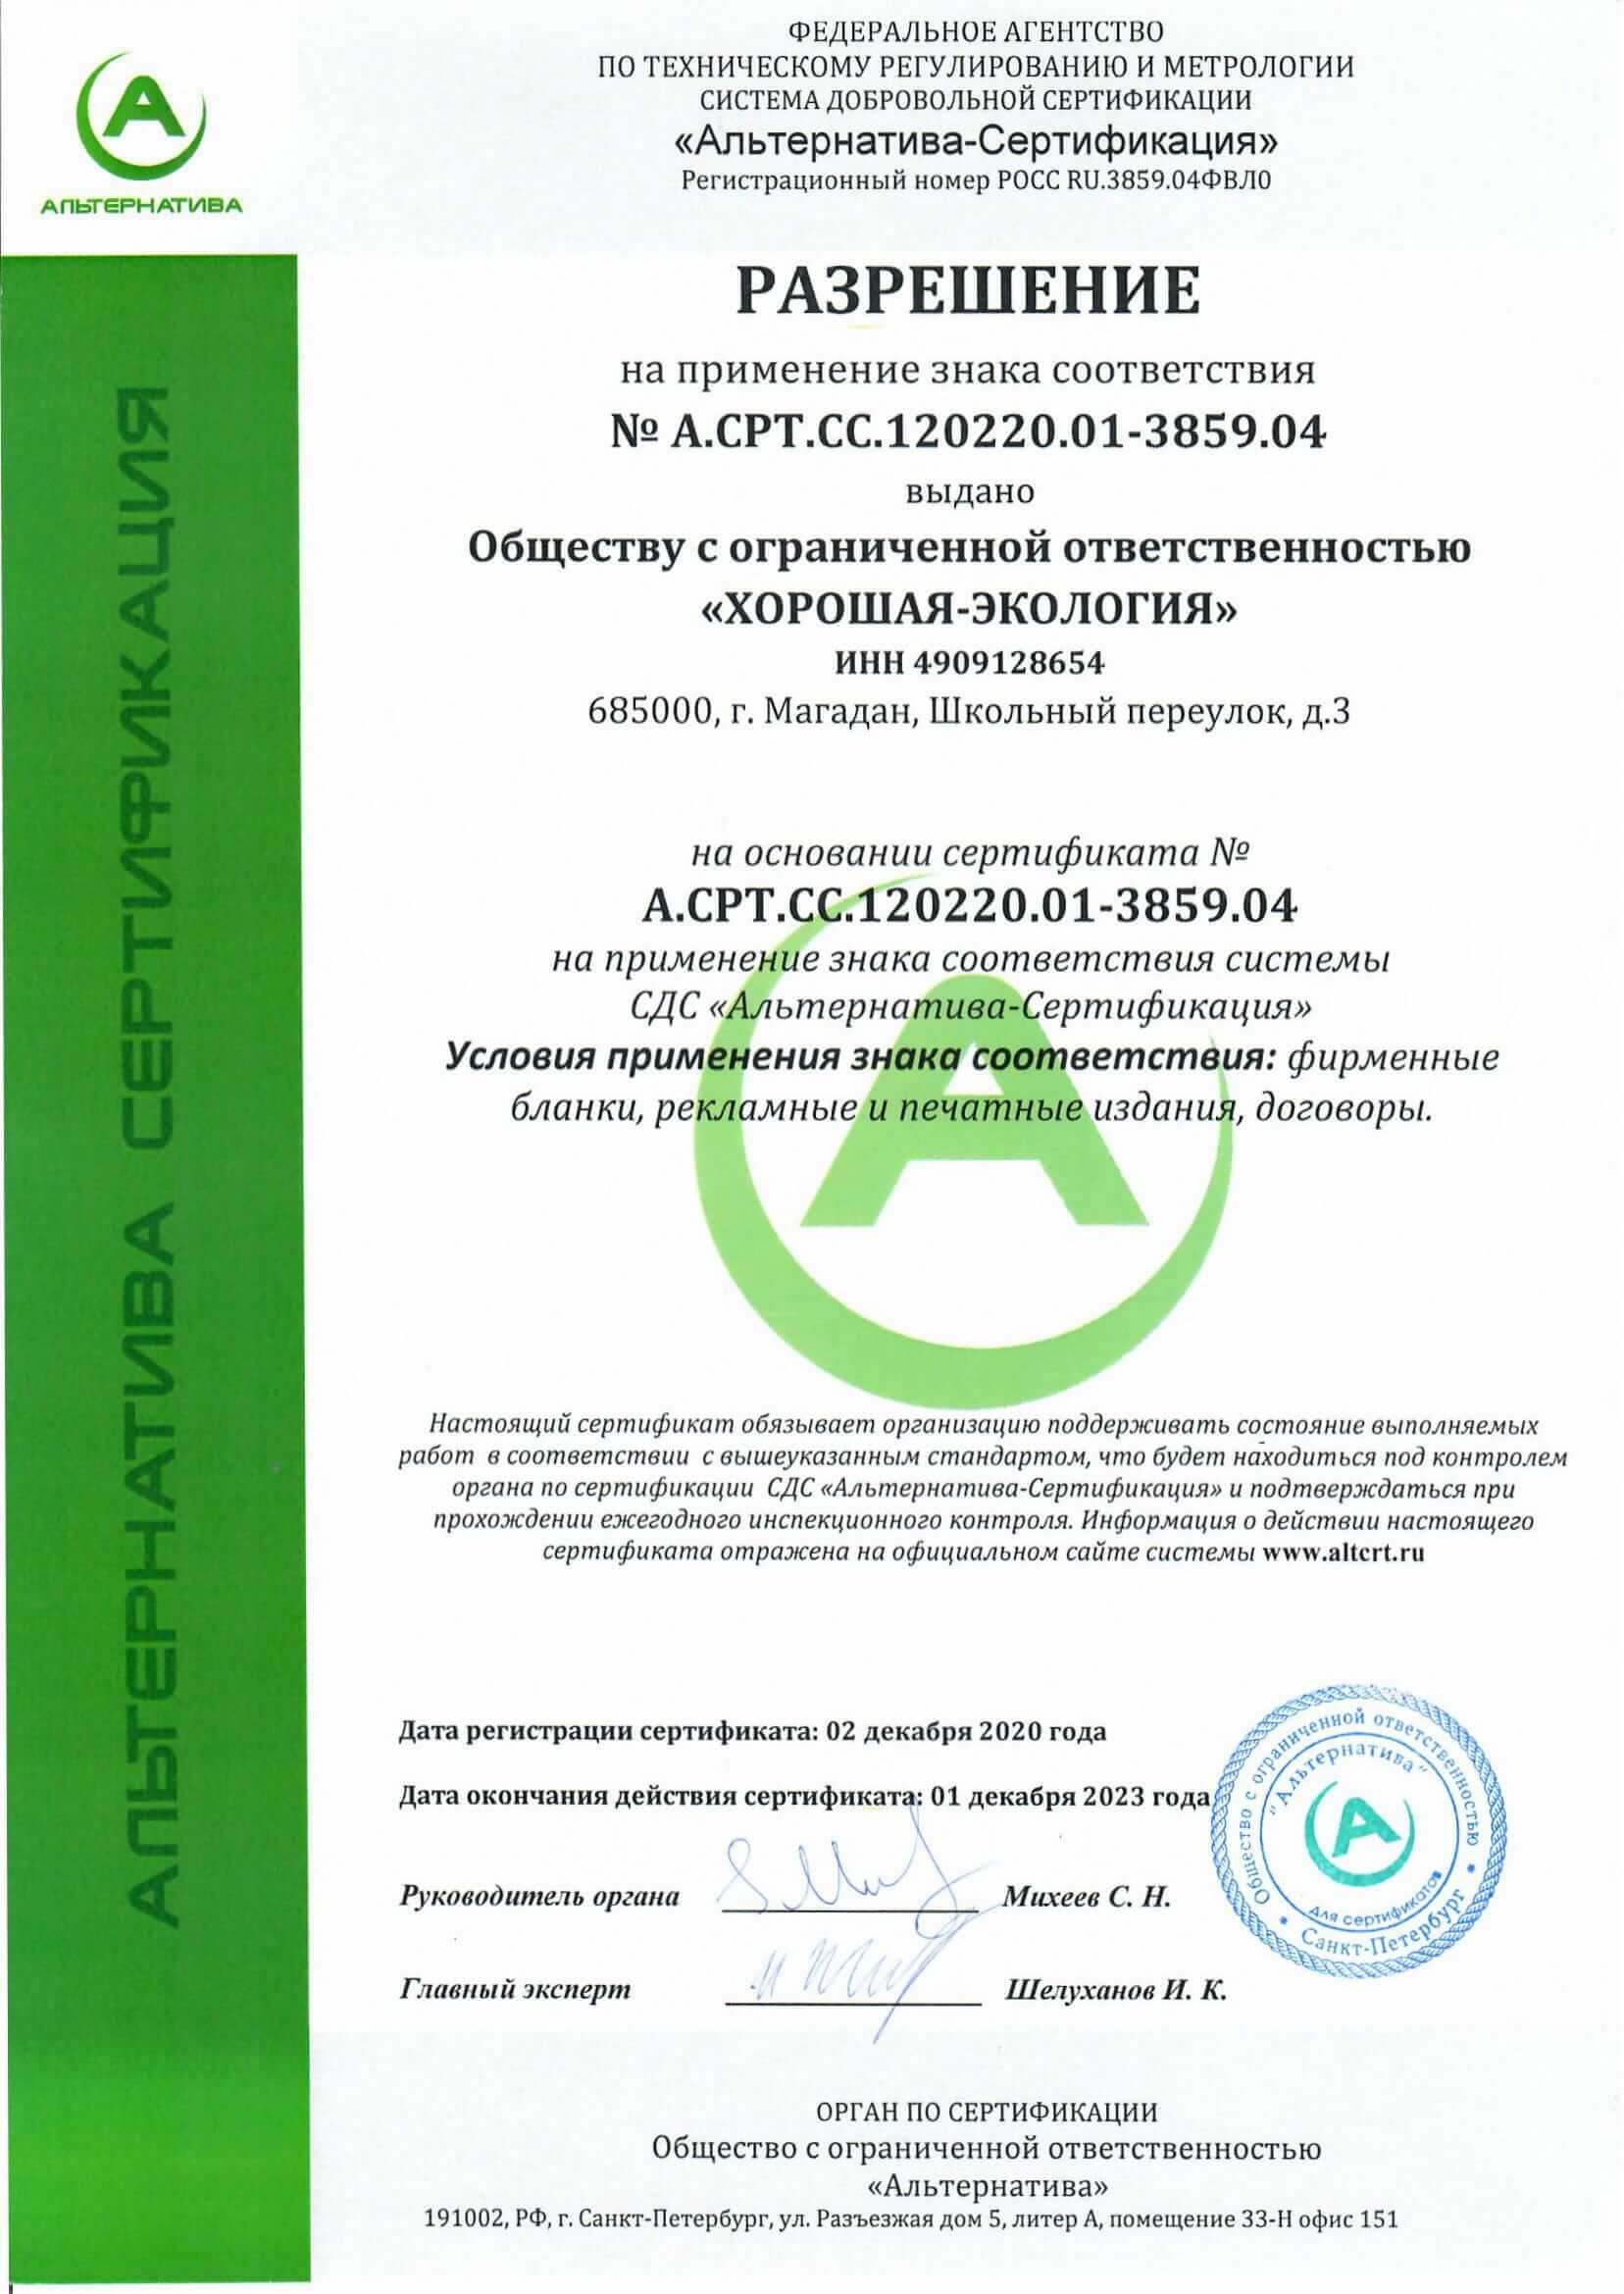 ФЕДЕРАЛЬНОЕ АГЕНТСТВО
ПО ТЕХНИЧЕСКОМУ РЕГУЛИРОВАНИЮ И МЕТРОЛОГИИ
СИСТЕМА ДОБРОВОЛЬНОЙ СЕРТИФИКАЦИИ
«Альтернатива-Сертификация»
Регистрационный номер РОСС RU.3859.04ФВЛ0
АЛЬТЕРНАТИВА
АЛЬТЕРНАТИВА СЕРТИФИКАЦИЯ
РАЗРЕШЕНИЕ
на применение знака соответствия
№ А.СРТ.СС.120220.01-3859.04
выдано
Обществу с ограниченной ответственностью
«ХОРОШАЯ-ЭКОЛОГИЯ»
ИНН 4909128654
685000, г. Магадан, Школьный переулок, д.3
на основании сертификата №
А.СРТ.СС.120220.01-3859.04
на применение знака соответствия системы
СДС «Альтернатива-Сертификация»
Условия применения знака соответствия: фирменные
бланки, рекламные и печатные издания, договоры.
Настоящий сертификат обязывает организацию поддерживать состояние выполняемых
работ в соответствии с вышеуказанным стандартом, что будет находиться под контролем
органа по сертификации СДС «Альтернатива-Сертификация» и подтверждаться при
прохождении ежегодного инспекционного контроля. Информация о действии настоящего
сертификата отражена на официальном сайте системы www.altcrt.ru
Дата регистрации сертификата: 02 декабря 2020 года
Дата окончания действия сертификата: 01 декабря 2023 года
Руководитель органа Михеев С. Н.
Главный эксперт Шелуханов И. К.
Общество с ограниченной ответственностью
"Альтернатива"
для сертификатов
Санкт-Петербург
ОРГАН ПО СЕРТИФИКАЦИИ
Общество с ограниченной ответственностью
«Альтернатива»
191002, РФ, г. Санкт-Петербург, ул. Разъезжая дом 5, литер А, помещение 33-Н офис 151